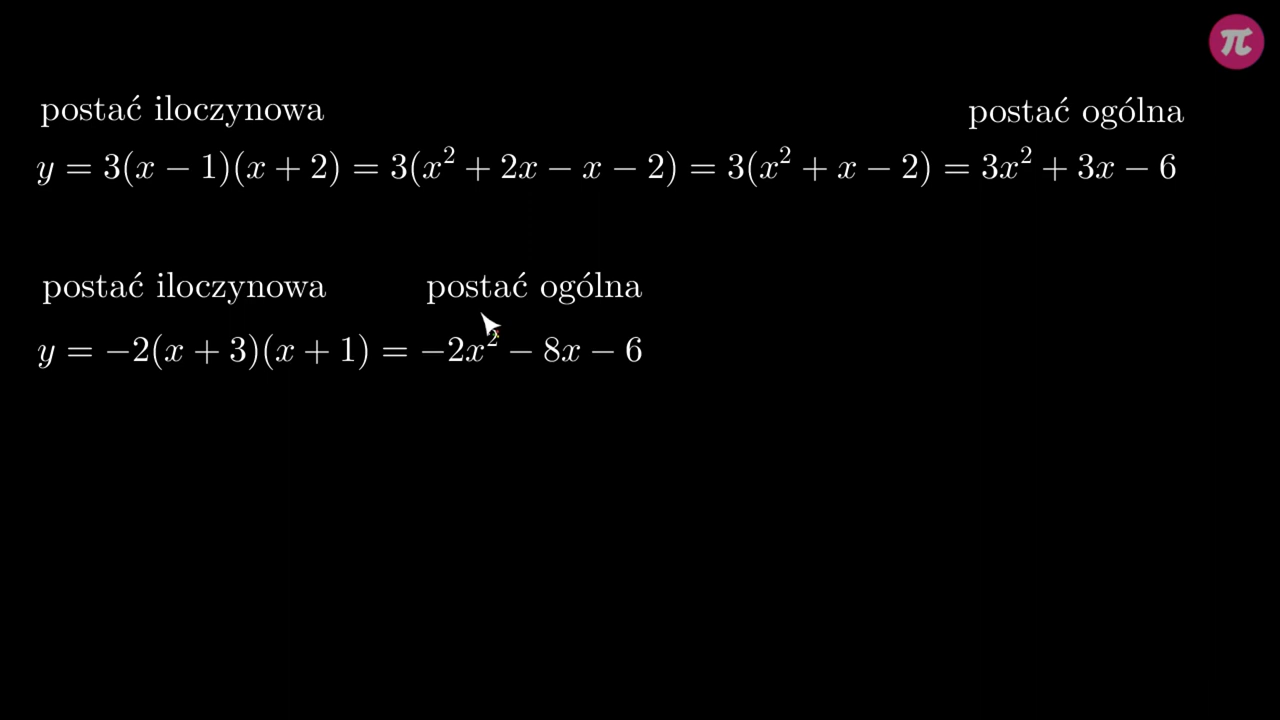 postać iloczynowa postać ogólna
y = 3(x − 1)(x + 2) = 3(x² + 2x − x − 2) = 3(x² + x − 2) = 3x² + 3x − 6
postać iloczynowa postać ogólna
y = −2(x + 3)(x + 1) = −2x² − 8x − 6
π